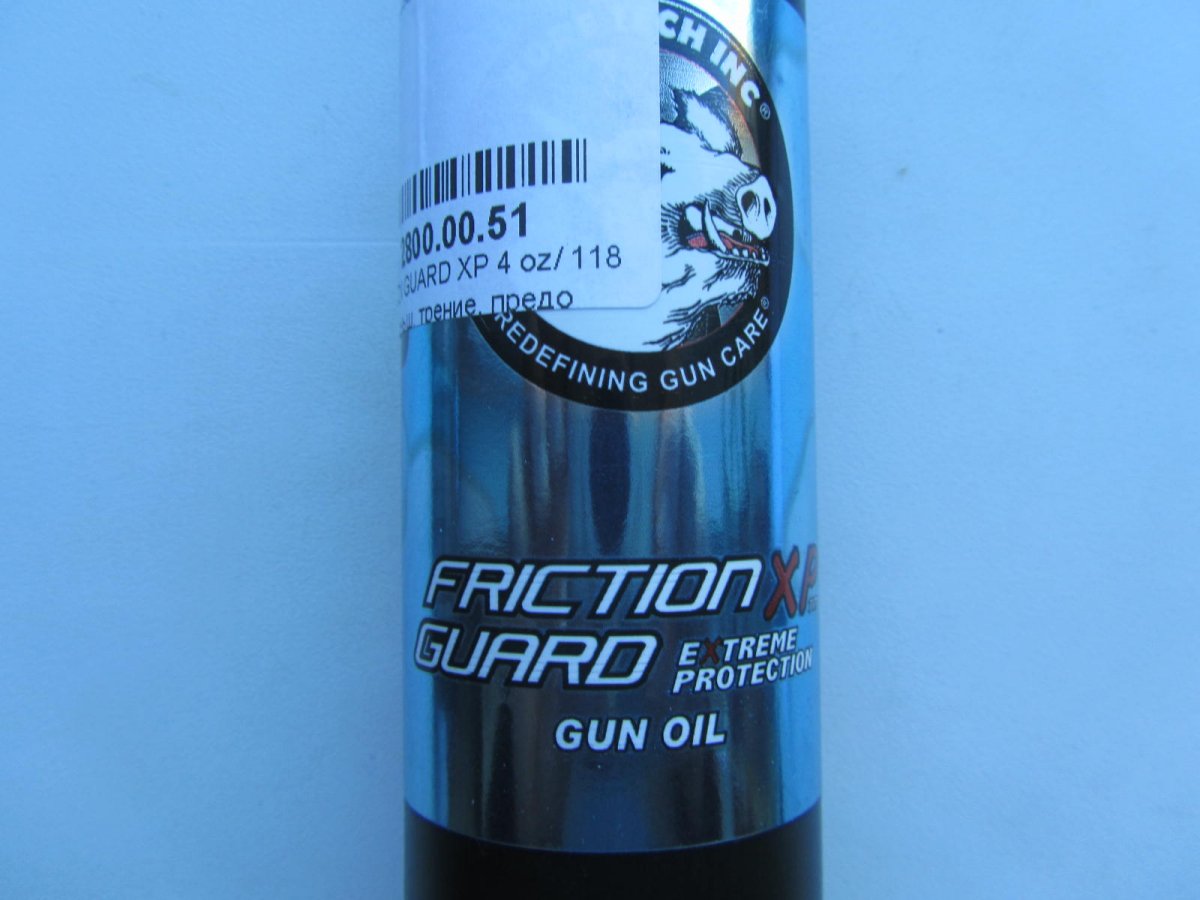 TECH INC®
2800.00.51
GUARD XP 4 oz/ 118
трение, предо
REDEFINING GUN CARE®
FRICTION XP
GUARD EXTREME
PROTECTION
GUN OIL